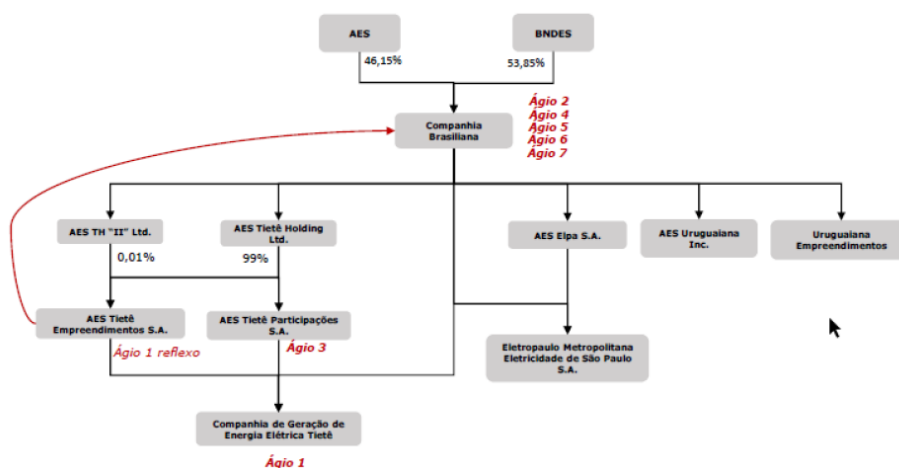 AES
BNDES
46,15%
53,85%
Companhia
Brasiliana
Ágio 2
Ágio 4
Ágio 5
Ágio 6
Ágio 7
AES TH "II" Ltd.
AES Tietê Holding
Ltd.
AES Elpa S.A.
AES Uruguaiana
Inc.
Uruguaiana
Empreendimentos
0,01%
99%
AES Tietê
Empreendimentos S.A.
AES Tietê Participações
S.A.
Ágio 1 reflexo
Ágio 3
Eletropaulo Metropolitana
Eletricidade de São Paulo
S.A.
Companhia de Geração de
Energia Elétrica Tietê
Ágio 1